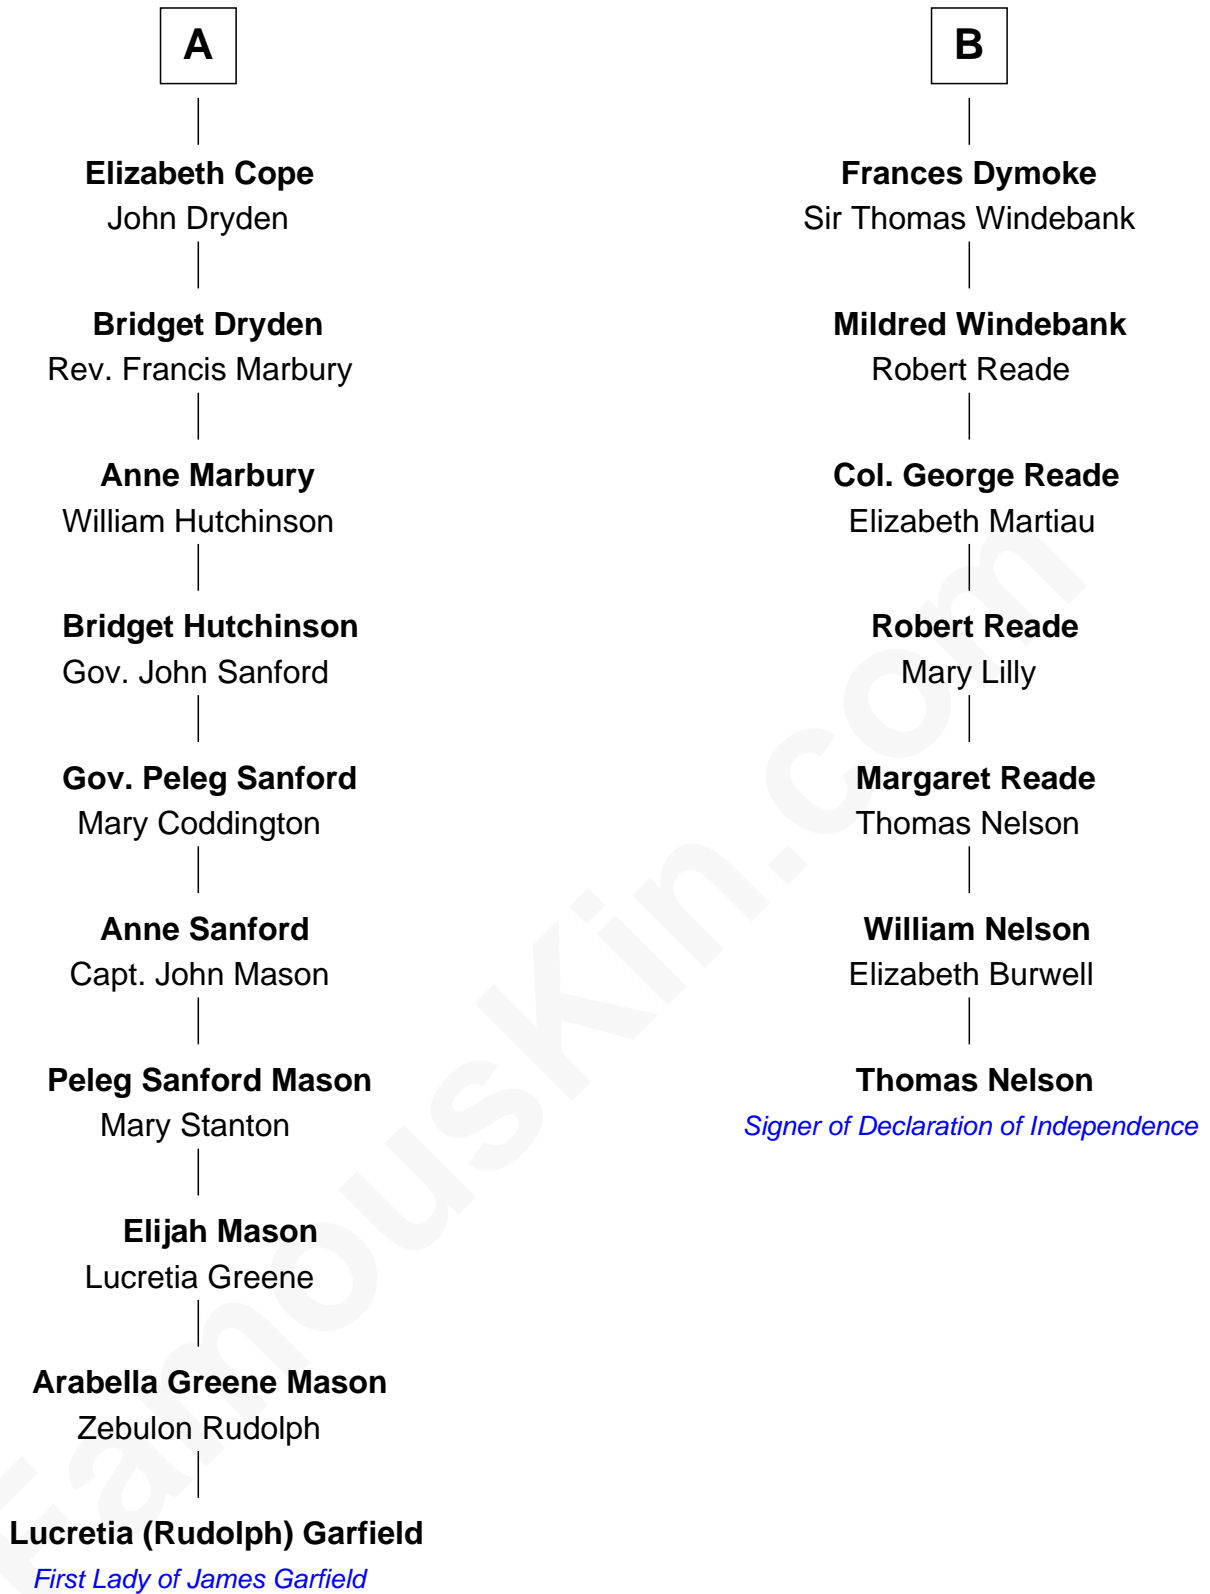 A
Elizabeth Cope
John Dryden
Bridget Dryden
Rev. Francis Marbury
Anne Marbury
William Hutchinson
Bridget Hutchinson
Gov. John Sanford
Gov. Peleg Sanford
Mary Coddington
Anne Sanford
Capt. John Mason
Peleg Sanford Mason
Mary Stanton
Elijah Mason
Lucretia Greene
Arabella Greene Mason
Zebulon Rudolph
Lucretia (Rudolph) Garfield
First Lady of James Garfield
B
Frances Dymoke
Sir Thomas Windebank
Mildred Windebank
Robert Reade
Col. George Reade
Elizabeth Martiau
Robert Reade
Mary Lilly
Margaret Reade
Thomas Nelson
William Nelson
Elizabeth Burwell
Thomas Nelson
Signer of Declaration of Independence
FamousKin.com